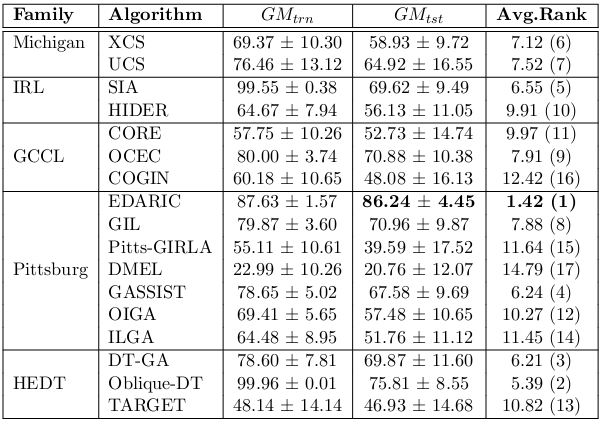 Family Algorithm GM_trn GM_tst Avg.Rank
Michigan XCS 69.37 ± 10.30 58.93 ± 9.72 7.12 (6)
UCS 76.46 ± 13.12 64.92 ± 16.55 7.52 (7)
IRL SIA 99.55 ± 0.38 69.62 ± 9.49 6.55 (5)
HIDER 64.67 ± 7.94 56.13 ± 11.05 9.91 (10)
CORE 57.75 ± 10.26 52.73 ± 14.74 9.97 (11)
GCCL OCEC 80.00 ± 3.74 70.88 ± 10.38 7.91 (9)
COGIN 60.18 ± 10.65 48.08 ± 16.13 12.42 (16)
EDARIC 87.63 ± 1.57 86.24 ± 4.45 1.42 (1)
GIL 79.87 ± 3.60 70.96 ± 9.87 7.88 (8)
Pitts-GIRLA 55.11 ± 10.61 39.59 ± 17.52 11.64 (15)
Pittsburg DMEL 22.99 ± 10.26 20.76 ± 12.07 14.79 (17)
GASSIST 78.65 ± 5.02 67.58 ± 9.69 6.24 (4)
OIGA 69.41 ± 5.65 57.48 ± 10.65 10.27 (12)
ILGA 64.48 ± 8.95 51.76 ± 11.12 11.45 (14)
DT-GA 78.60 ± 7.81 69.87 ± 11.60 6.21 (3)
HEDT Oblique-DT 99.96 ± 0.01 75.81 ± 8.55 5.39 (2)
TARGET 48.14 ± 14.14 46.93 ± 14.68 10.82 (13)